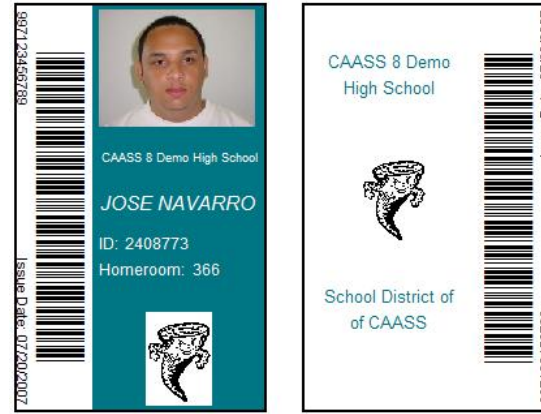 997123456789
Issue Date: 07/20/2007
CAASS 8 Demo High School
JOSE NAVARRO
ID: 2408773
Homeroom: 366
CAASS 8 Demo
High School
School District of
of CAASS